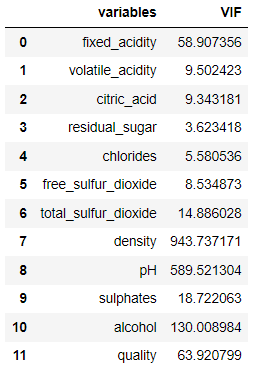 variables VIF
0 fixed_acidity 58.907356
1 volatile_acidity 9.502423
2 citric_acid 9.343181
3 residual_sugar 3.623418
4 chlorides 5.580536
5 free_sulfur_dioxide 8.534873
6 total_sulfur_dioxide 14.886028
7 density 943.737171
8 pH 589.521304
9 sulphates 18.722063
10 alcohol 130.008984
11 quality 63.920799